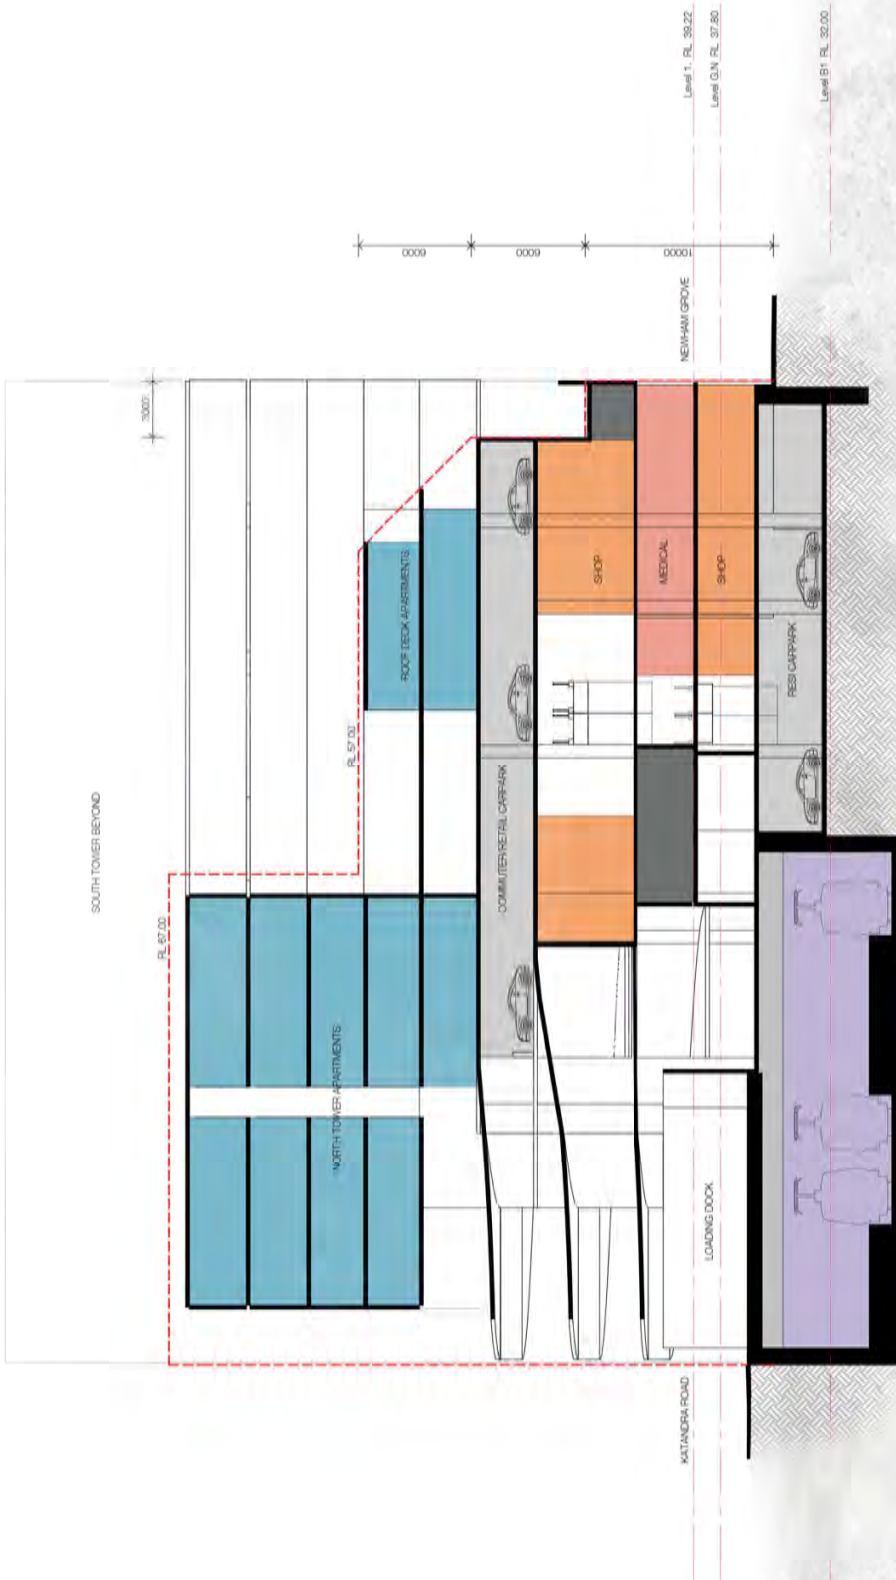 SOUTH TOWER BEYOND
RL 67.00
RL 57.00
3000
6000
6000
10000
NORTH TOWER APARTMENTS
ROOF DECK APARTMENTS
COMMUTER/RETAIL CARPARK
SHOP
MEDICAL
SHOP
RESI CARPARK
LOADING DOCK
KATANDRA ROAD
NEWHAM GROVE
Level 1, RL 39.22
Level G.N RL 37.80
Level B1 RL 32.00